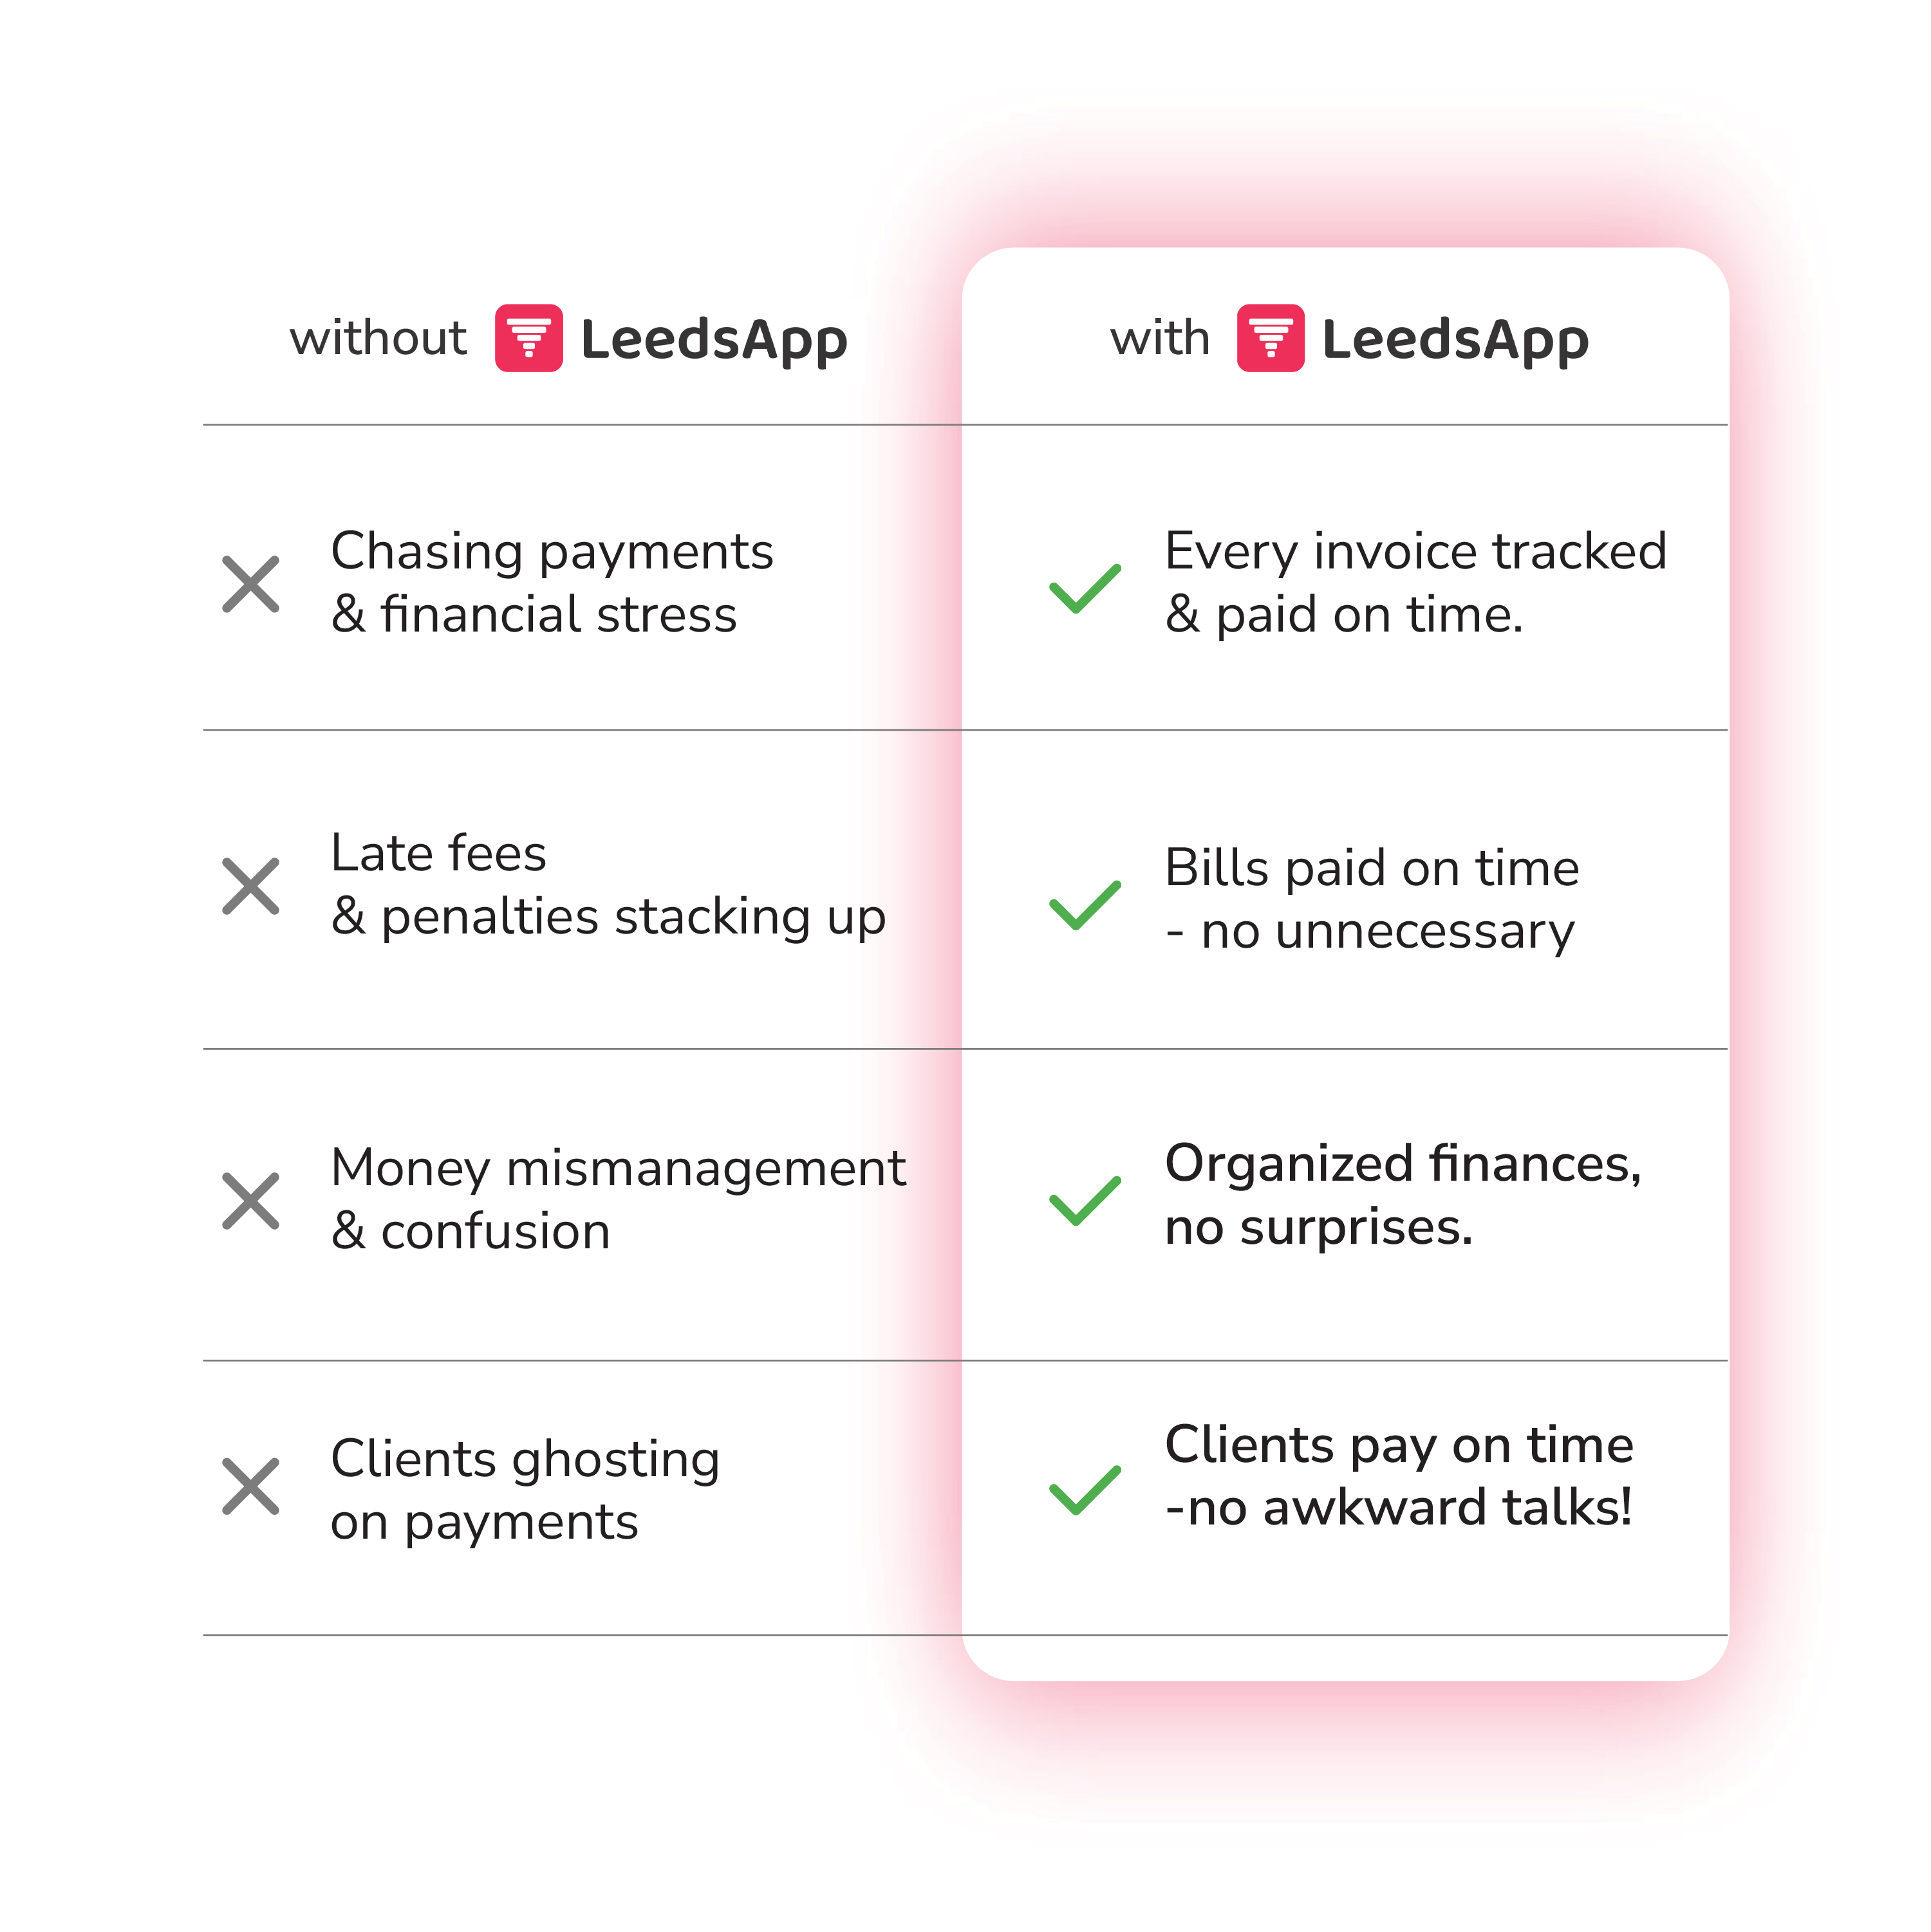 without LeedsApp
with LeedsApp
Chasing payments
& financial stress
Every invoice tracked
& paid on time.
Late fees
& penalties stacking up
Bills paid on time
- no unnecessary
Money mismanagement
& confusion
Organized finances,
no surprises.
Clients ghosting
on payments
Clients pay on time
-no awkward talks!